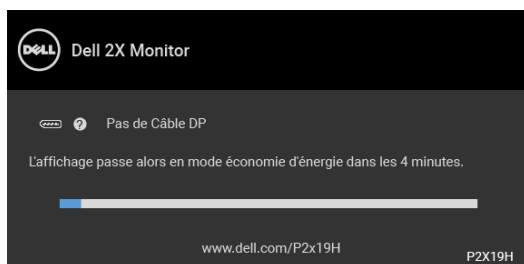 DELL
Dell 2X Monitor
Pas de Câble DP
L'affichage passe alors en mode économie d'énergie dans les 4 minutes.
www.dell.com/P2x19H
P2X19H